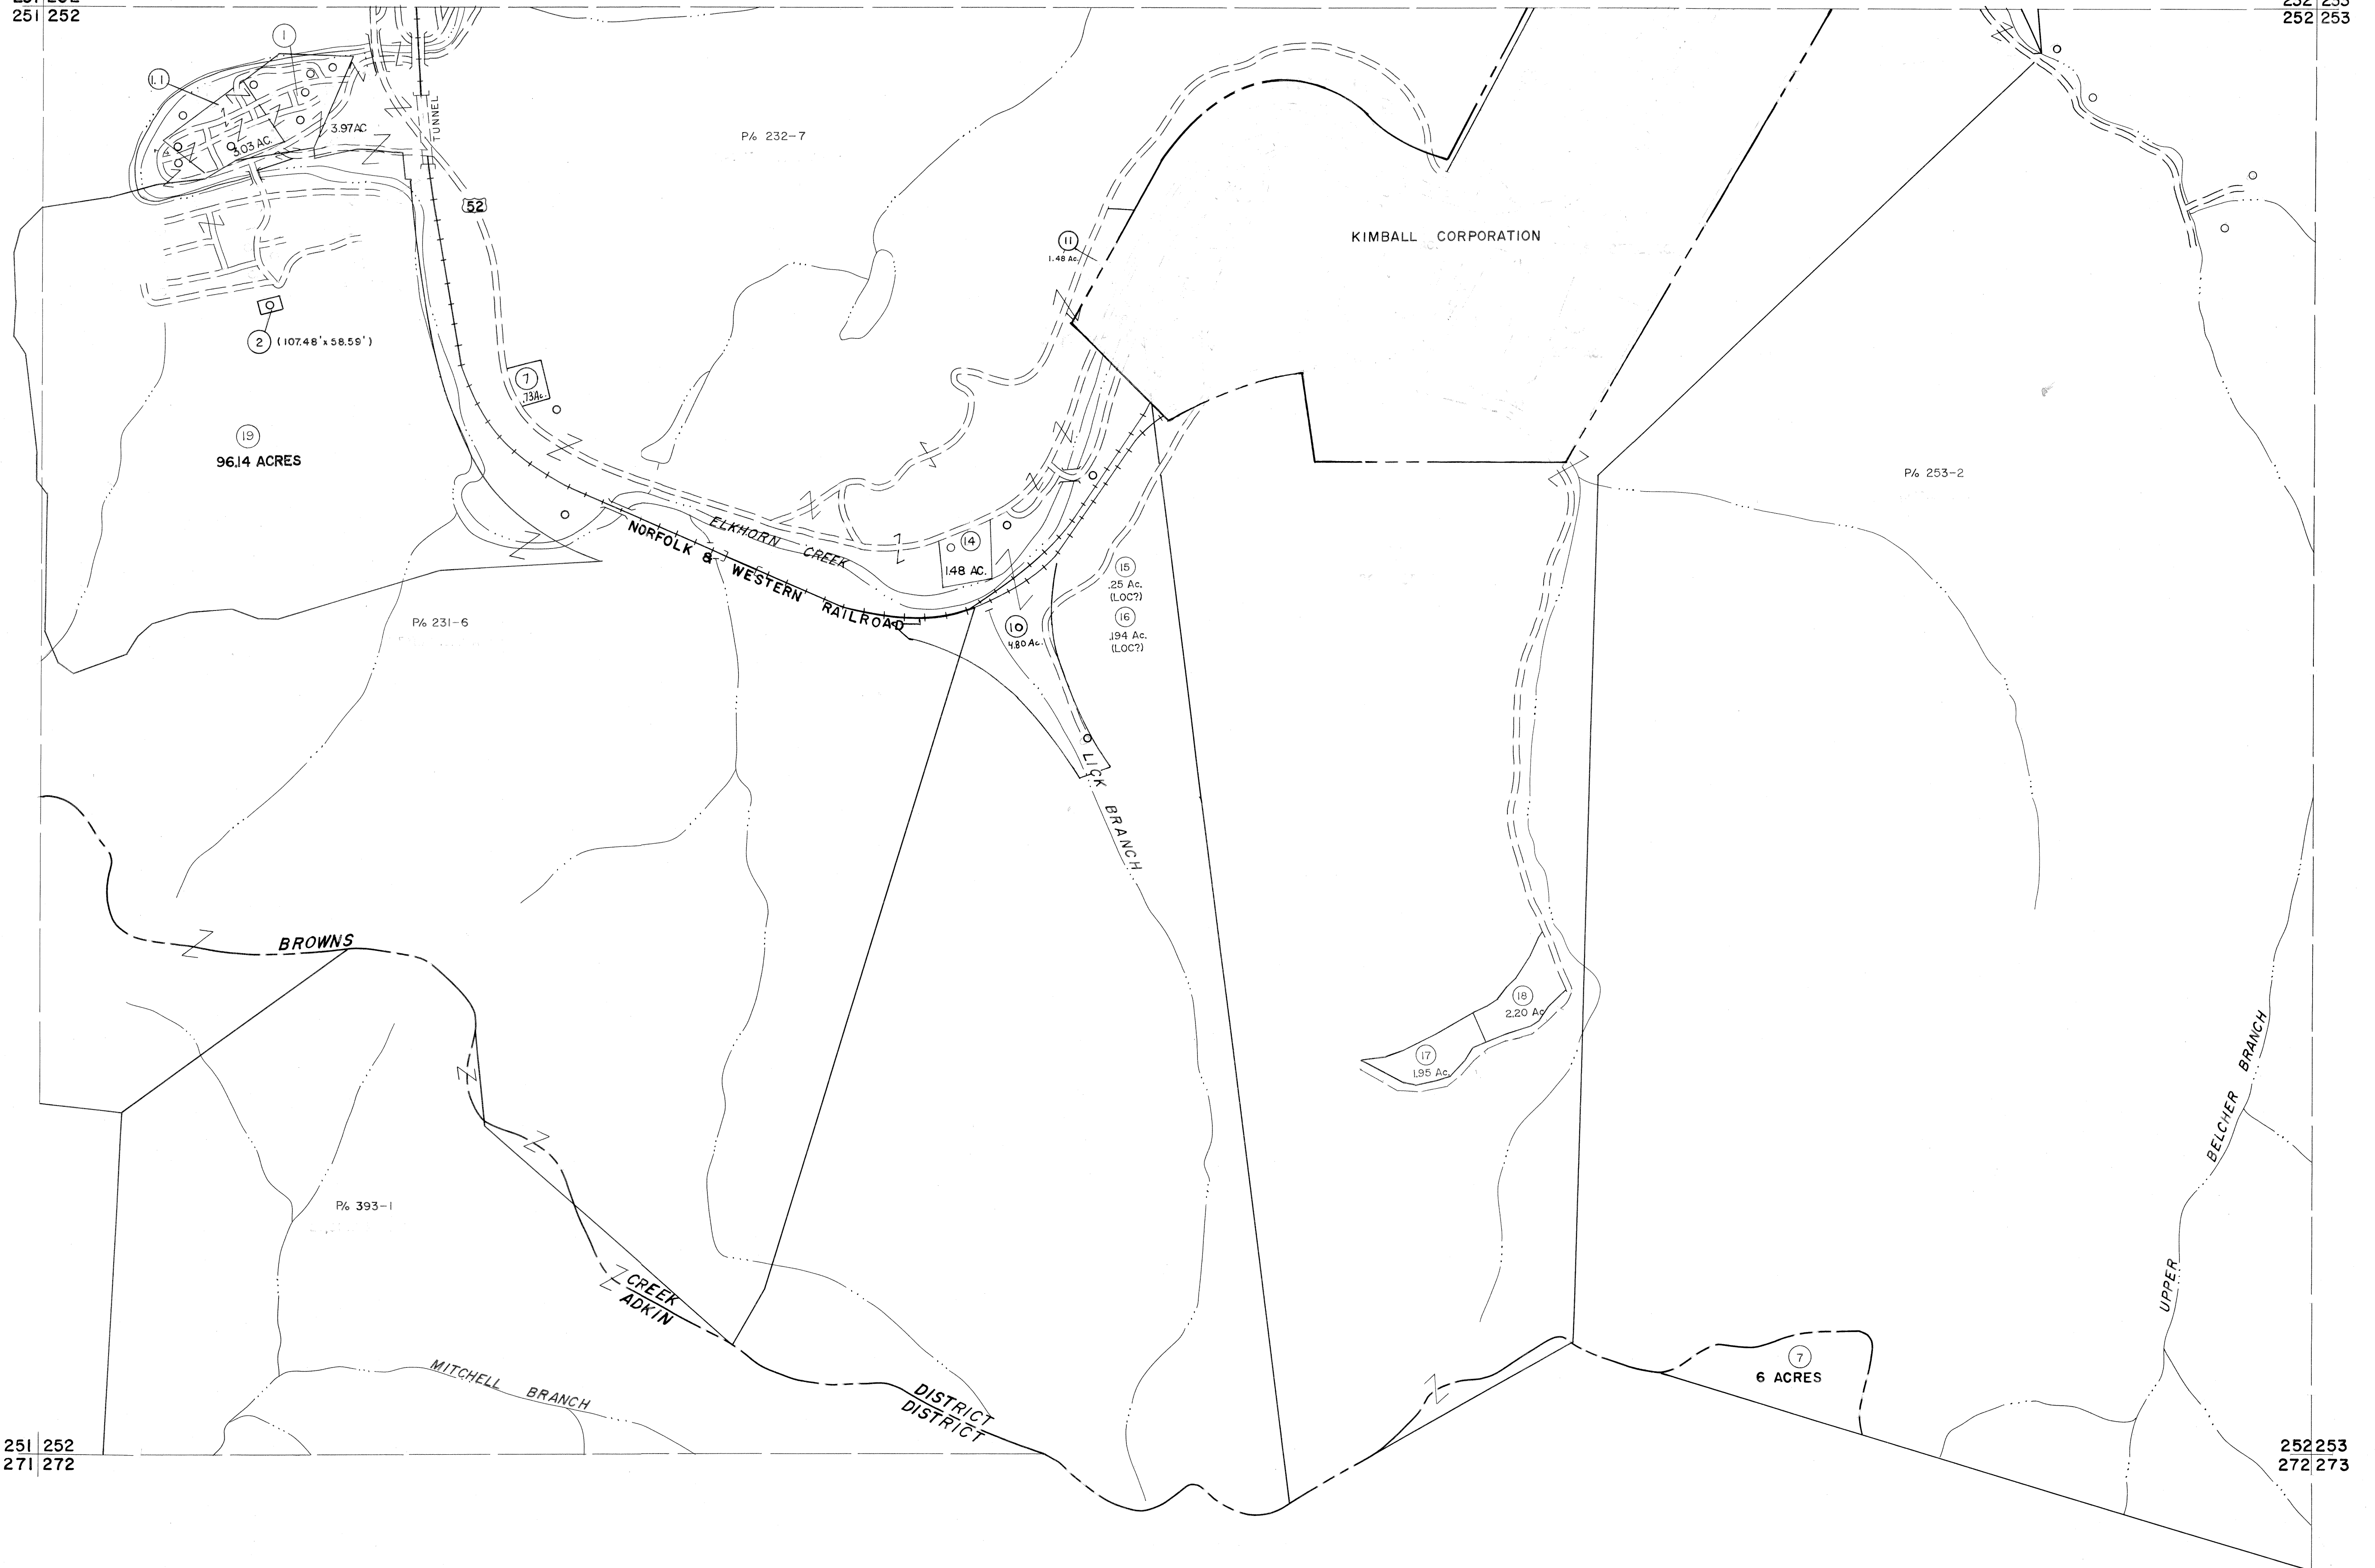 251 252
252 253
1
1.1
3.97 AC
3.03 AC.
TUNNEL
52
P/o 232-7
KIMBALL CORPORATION
11
1.48 Ac.
2 (107.48' x 58.59')
7
.73Ac.
19
96.14 ACRES
P/o 253-2
ELKHORN CREEK
NORFOLK & WESTERN RAILROAD
14
1.48 AC.
15
.25 Ac.
(LOC?)
16
.194 Ac.
(LOC?)
10
4.80 Ac.
P/o 231-6
LICK BRANCH
BROWNS
18
2.20 Ac
17
1.95 Ac.
UPPER BELCHER BRANCH
P/o 393-1
CREEK
ADKIN
7
6 ACRES
MITCHELL BRANCH
DISTRICT
DISTRICT
251 252
271 272
252 253
272 273